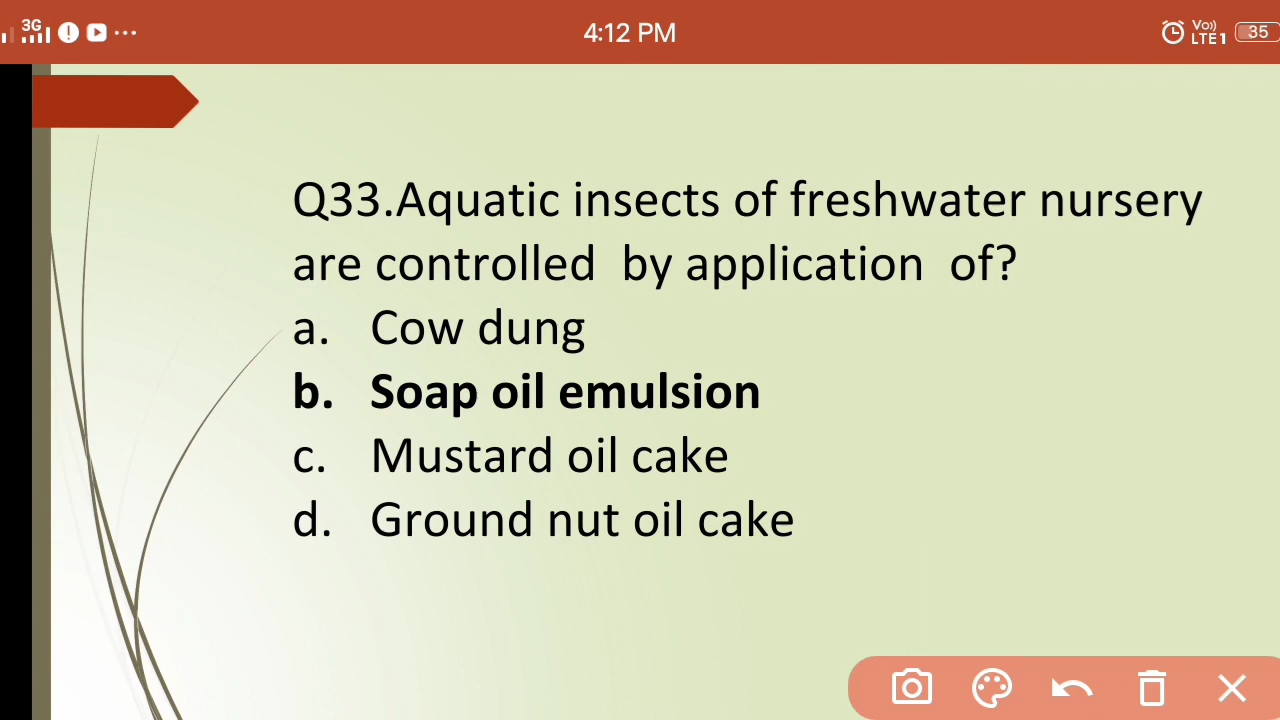 3G
4:12 PM
Vo))
LTE1
35
Q33.Aquatic insects of freshwater nursery
are controlled by application of?
a. Cow dung
b. Soap oil emulsion
c. Mustard oil cake
d. Ground nut oil cake